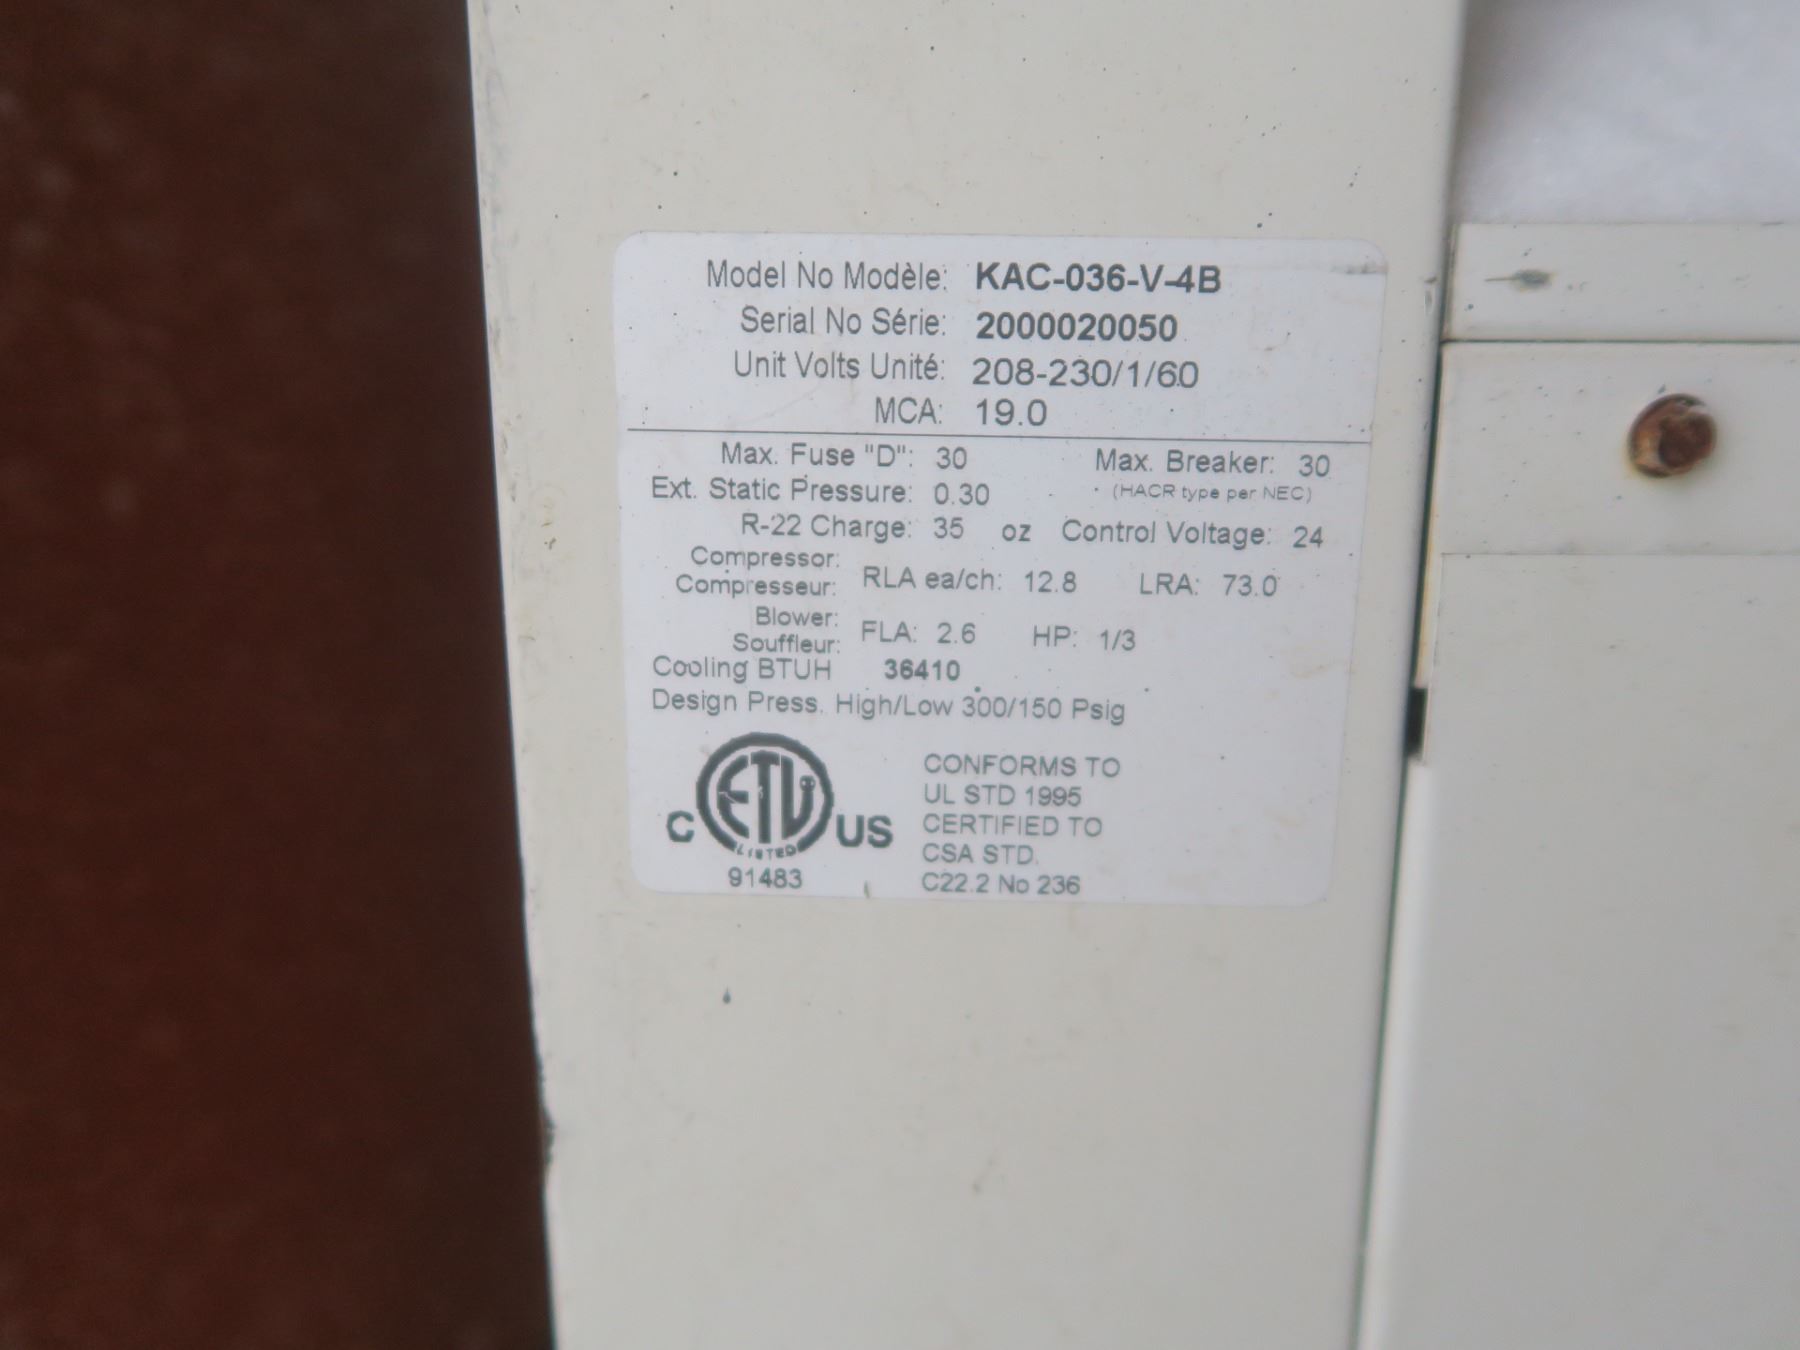 Model No Modèle: KAC-036-V-4B
Serial No Série: 2000020050
Unit Volts Unité: 208-230/1/60
MCA: 19.0
Max. Fuse "D": 30 Max. Breaker: 30
Ext. Static Pressure: 0.30 (HACR type per NEC)
R-22 Charge: 35 oz Control Voltage: 24
Compressor:
Compresseur: RLA ea/ch: 12.8 LRA: 73.0
Blower:
Souffleur: FLA: 2.6 HP: 1/3
Cooling BTUH 36410
Design Press. High/Low 300/150 Psig
C ETL US
LISTED
91483
CONFORMS TO
UL STD 1995
CERTIFIED TO
CSA STD.
C22.2 No 236